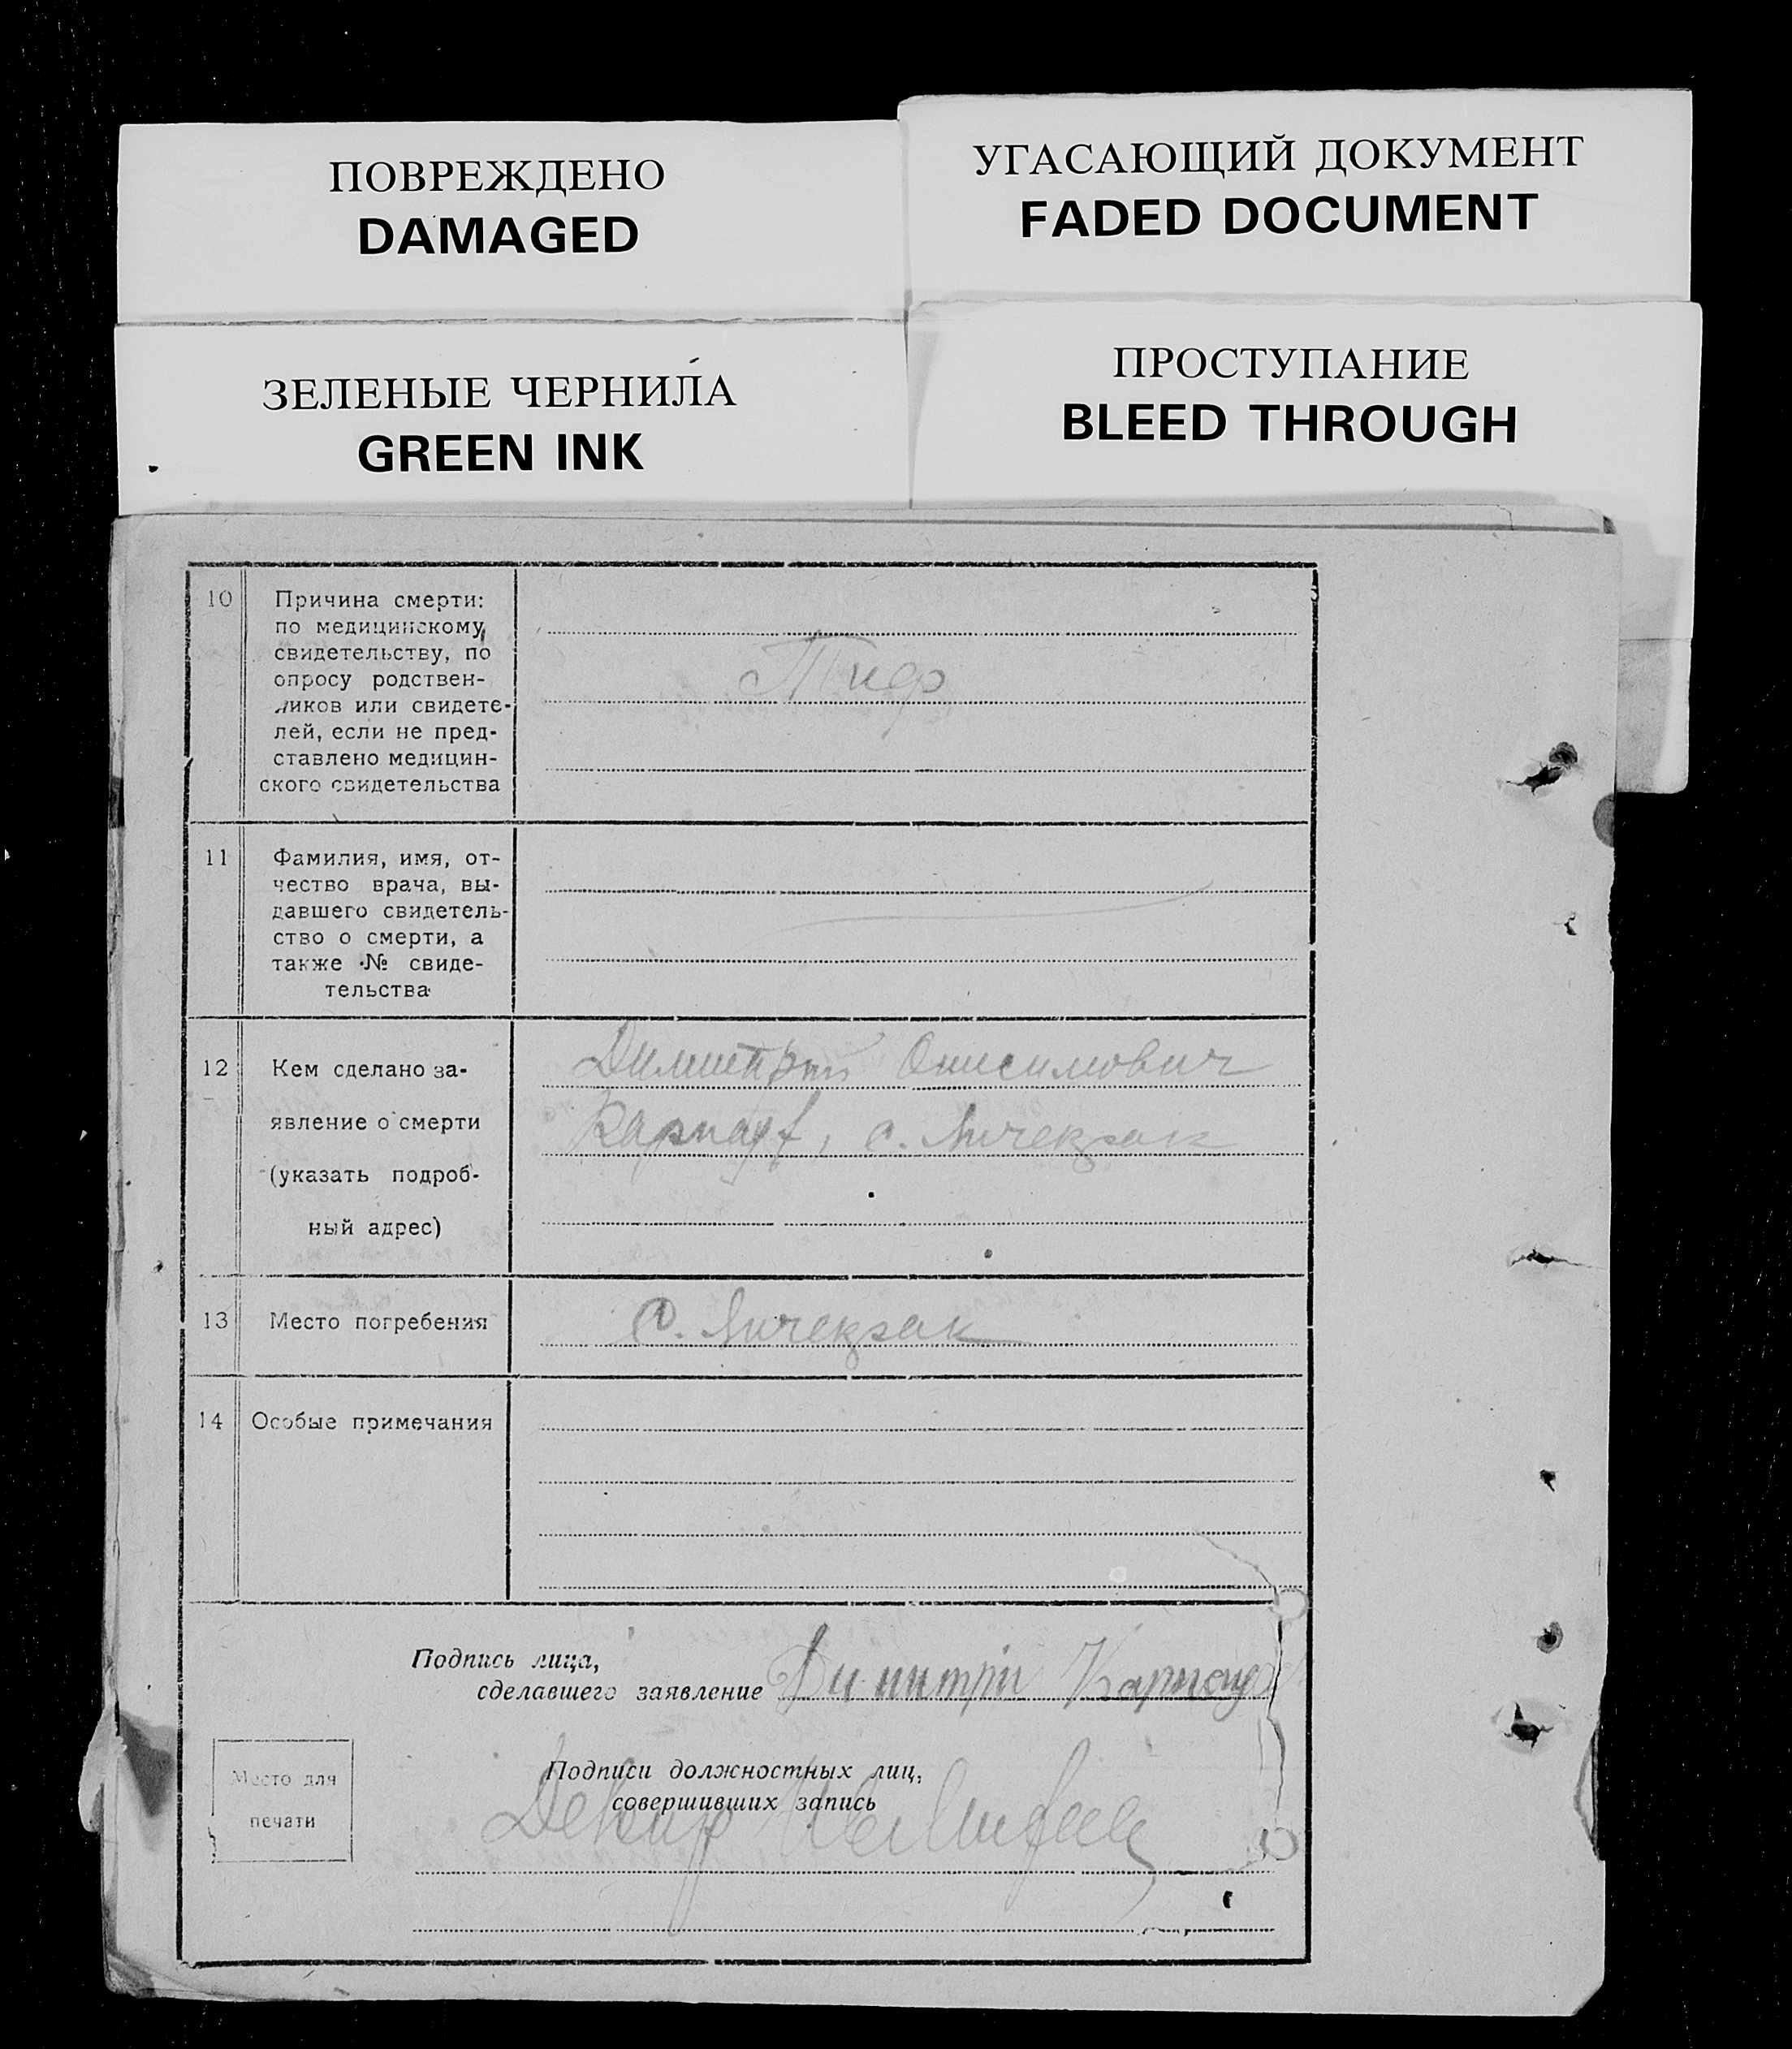 ПОВРЕЖДЕНО
DAMAGED
УГАСАЮЩИЙ ДОКУМЕНТ
FADED DOCUMENT
ЗЕЛЕНЫЕ ЧЕРНИЛА
GREEN INK
ПРОСТУПАНИЕ
BLEED THROUGH
10
Причина смерти:
по медицинскому
свидетельству, по
опросу родствен-
ников или свидете-
лей, если не пред-
ставлено медицин-
ского свидетельства
Тиф
11
Фамилия, имя, от-
чество врача, вы-
давшего свидетель-
ство о смерти, а
также № свиде-
тельства
12
Кем сделано за-
явление о смерти
(указать подроб-
ный адрес)
Димитрий Онисимович
с.
13
Место погребения
С.
14
Особые примечания
Подпись лица,
сделавшего заявление
Димитрий
Место для
печати
Подписи должностных лиц,
совершивших запись